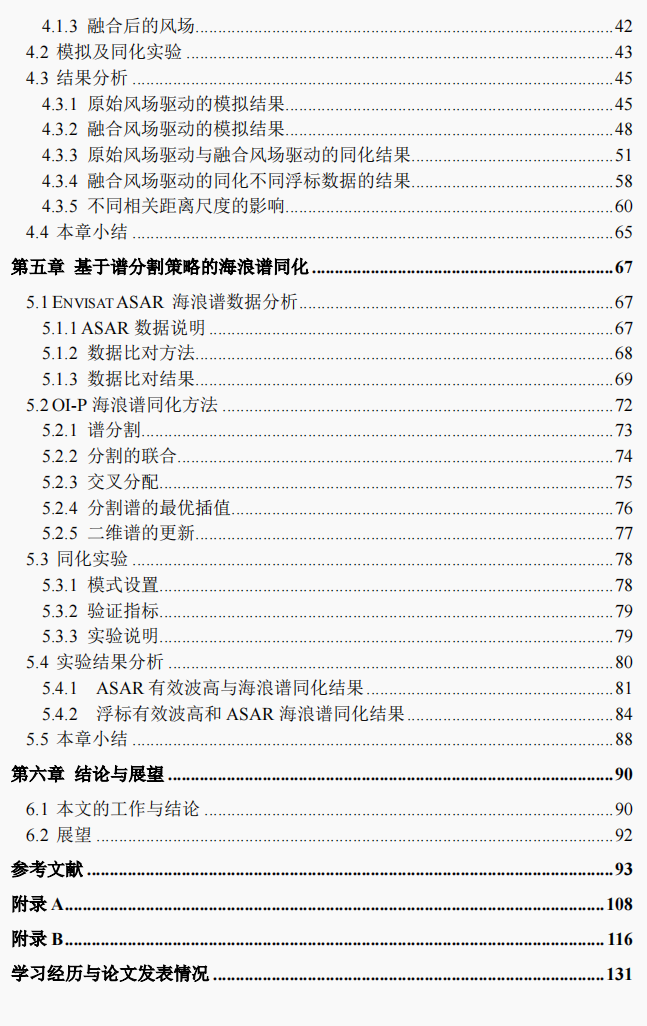 4.1.3 融合后的风场........................................42
4.2 模拟及同化实验........................................43
4.3 结果分析........................................45
4.3.1 原始风场驱动的模拟结果........................................45
4.3.2 融合风场驱动的模拟结果........................................48
4.3.3 原始风场驱动与融合风场驱动的同化结果........................................51
4.3.4 融合风场驱动的同化不同浮标数据的结果........................................58
4.3.5 不同相关距离尺度的影响........................................60
4.4 本章小结........................................65
第五章 基于谱分割策略的海浪谱同化........................................67
5.1 ENVISAT ASAR 海浪谱数据分析........................................67
5.1.1 ASAR 数据说明........................................67
5.1.2 数据比对方法........................................68
5.1.3 数据比对结果........................................69
5.2 OI-P 海浪谱同化方法........................................72
5.2.1 谱分割........................................73
5.2.2 分割的联合........................................74
5.2.3 交叉分配........................................75
5.2.4 分割谱的最优插值........................................76
5.2.5 二维谱的更新........................................77
5.3 同化实验........................................78
5.3.1 模式设置........................................78
5.3.2 验证指标........................................79
5.3.3 实验说明........................................79
5.4 实验结果分析........................................80
5.4.1 ASAR 有效波高与海浪谱同化结果........................................81
5.4.2 浮标有效波高和 ASAR 海浪谱同化结果........................................84
5.5 本章小结........................................88
第六章 结论与展望........................................90
6.1 本文的工作与结论........................................90
6.2 展望........................................92
参考文献........................................93
附录 A........................................108
附录 B........................................116
学习经历与论文发表情况........................................131